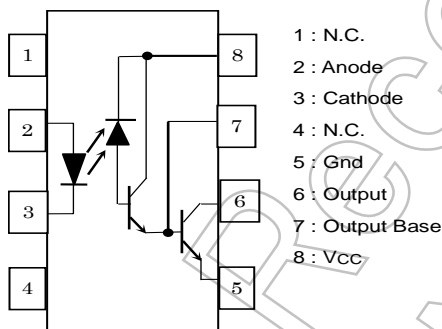 1
2
3
4
8
7
6
5
1 : N.C.
2 : Anode
3 : Cathode
4 : N.C.
5 : Gnd
6 : Output
7 : Output Base
8 : VCC